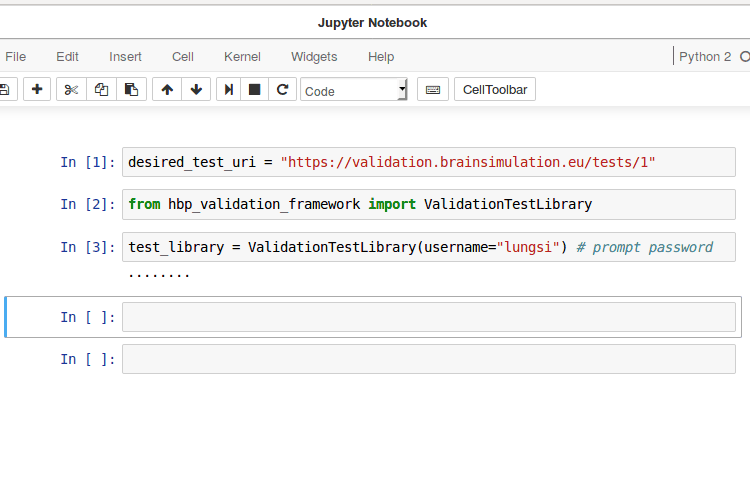 Jupyter Notebook
File Edit Insert Cell Kernel Widgets Help Python 2
Code CellToolbar
In [1]: desired_test_uri = "https://validation.brainsimulation.eu/tests/1"
In [2]: from hbp_validation_framework import ValidationTestLibrary
In [3]: test_library = ValidationTestLibrary(username="lungsi") # prompt password
········
In [ ]:
In [ ]: